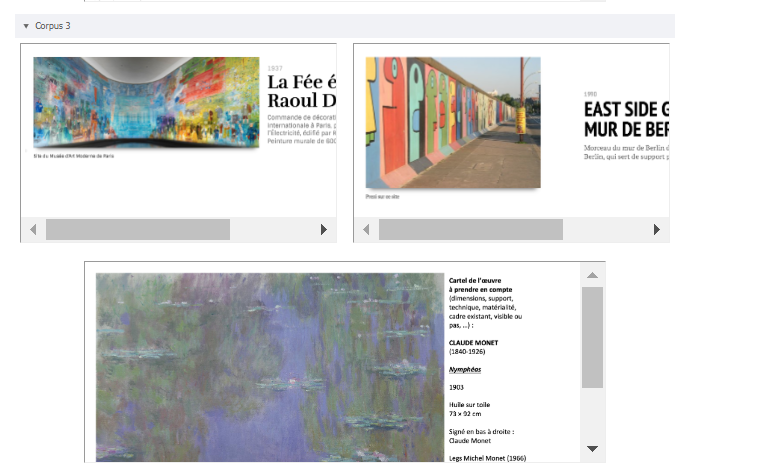 Corpus 3
1937
La Fée é
Raoul D
Commande de décorati
internationale à Paris, p
l'Électricité, édifié par R
Peinture murale de 600
Site du Musée d'Art Moderne de Paris
1990
EAST SIDE G
MUR DE BER
Morceau du mur de Berlin d
Berlin, qui sert de support p
Cartel de l'œuvre
à prendre en compte
(dimensions, support,
technique, matérialité,
cadre existant, visible ou
pas, …) :
CLAUDE MONET
(1840-1926)
Nymphéas
1903
Huile sur toile
73 × 92 cm
Signé en bas à droite :
Claude Monet
Legs Michel Monet (1966)